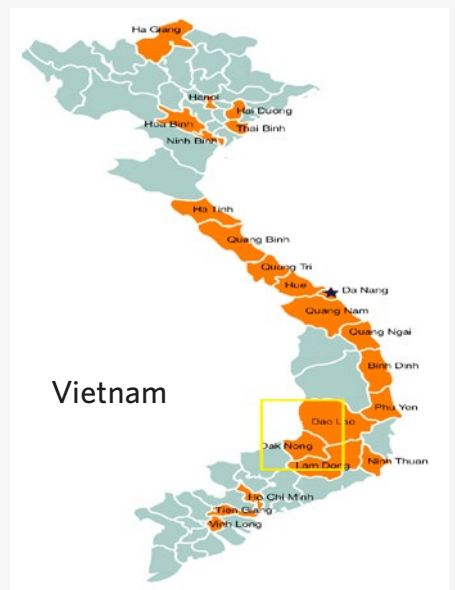 Ha Giang
Hanoi
Hai Duong
Hoa Binh
Thai Binh
Ninh Binh
Ha Tinh
Quang Binh
Quang Tri
Hue
Da Nang
Quang Nam
Quang Ngai
Binh Dinh
Vietnam
Phu Yen
Dac Lac
Dak Nong
Lam Dong
Ninh Thuan
Ho Chi Minh
Tien Giang
Vinh Long